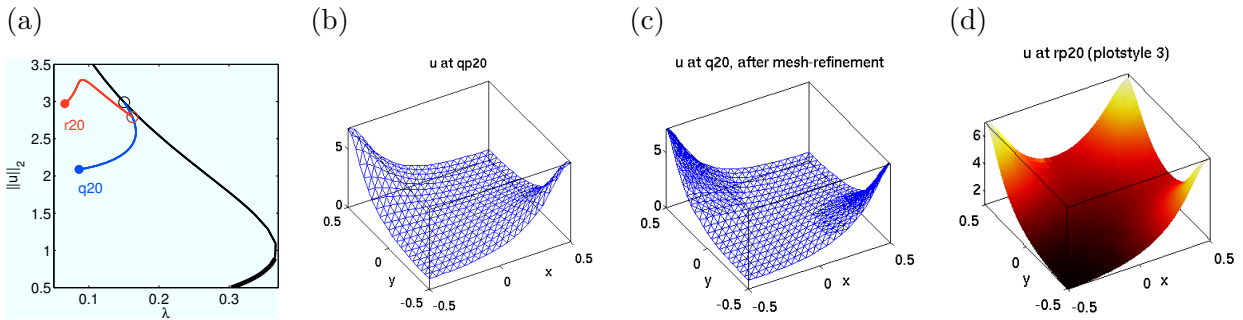 (a)
(b)
(c)
(d)
3.5
3
2.5
2
1.5
1
0.5
||u||2
r20
q20
0.1
0.2
0.3
λ
u at qp20
5
0
0.5
0
-0.5
y
-0.5
0
0.5
x
u at q20, after mesh-refinement
5
0
0.5
0
-0.5
y
-0.5
0
0.5
x
u at rp20 (plotstyle 3)
6
4
2
0.5
0
-0.5
y
-0.5
0
0.5
x